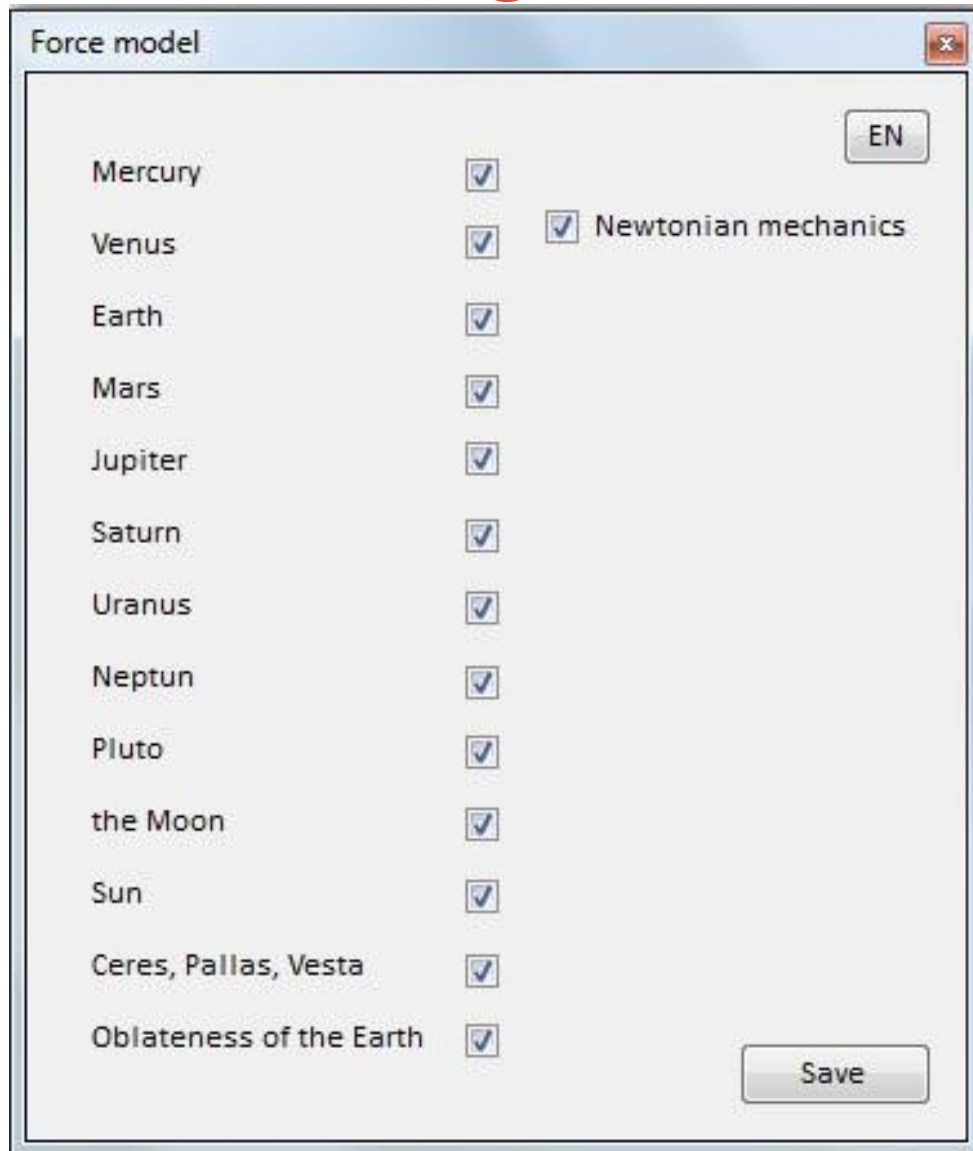 Force model
EN
Mercury
Newtonian mechanics
Venus
Earth
Mars
Jupiter
Saturn
Uranus
Neptun
Pluto
the Moon
Sun
Ceres, Pallas, Vesta
Oblateness of the Earth
Save